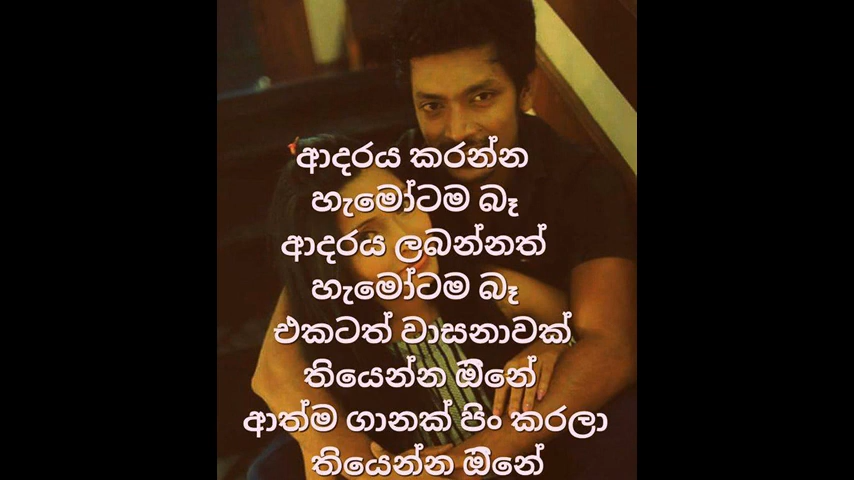 ආදරය කරන්න
හැමෝටම බෑ
ආදරය ලබන්නත්
හැමෝටම බෑ
එකටත් වාසනාවක්
තියෙන්න ඕනේ
ආත්ම ගානක් පිං කරලා
තියෙන්න ඕනේ